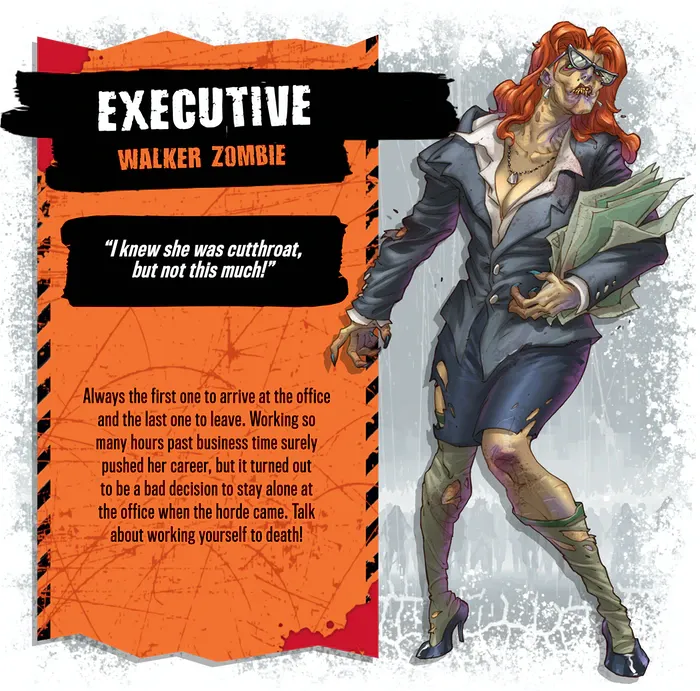 EXECUTIVE
WALKER ZOMBIE
“I knew she was cutthroat,
but not this much!”
Always the first one to arrive at the office
and the last one to leave. Working so
many hours past business time surely
pushed her career, but it turned out
to be a bad decision to stay alone at
the office when the horde came. Talk
about working yourself to death!